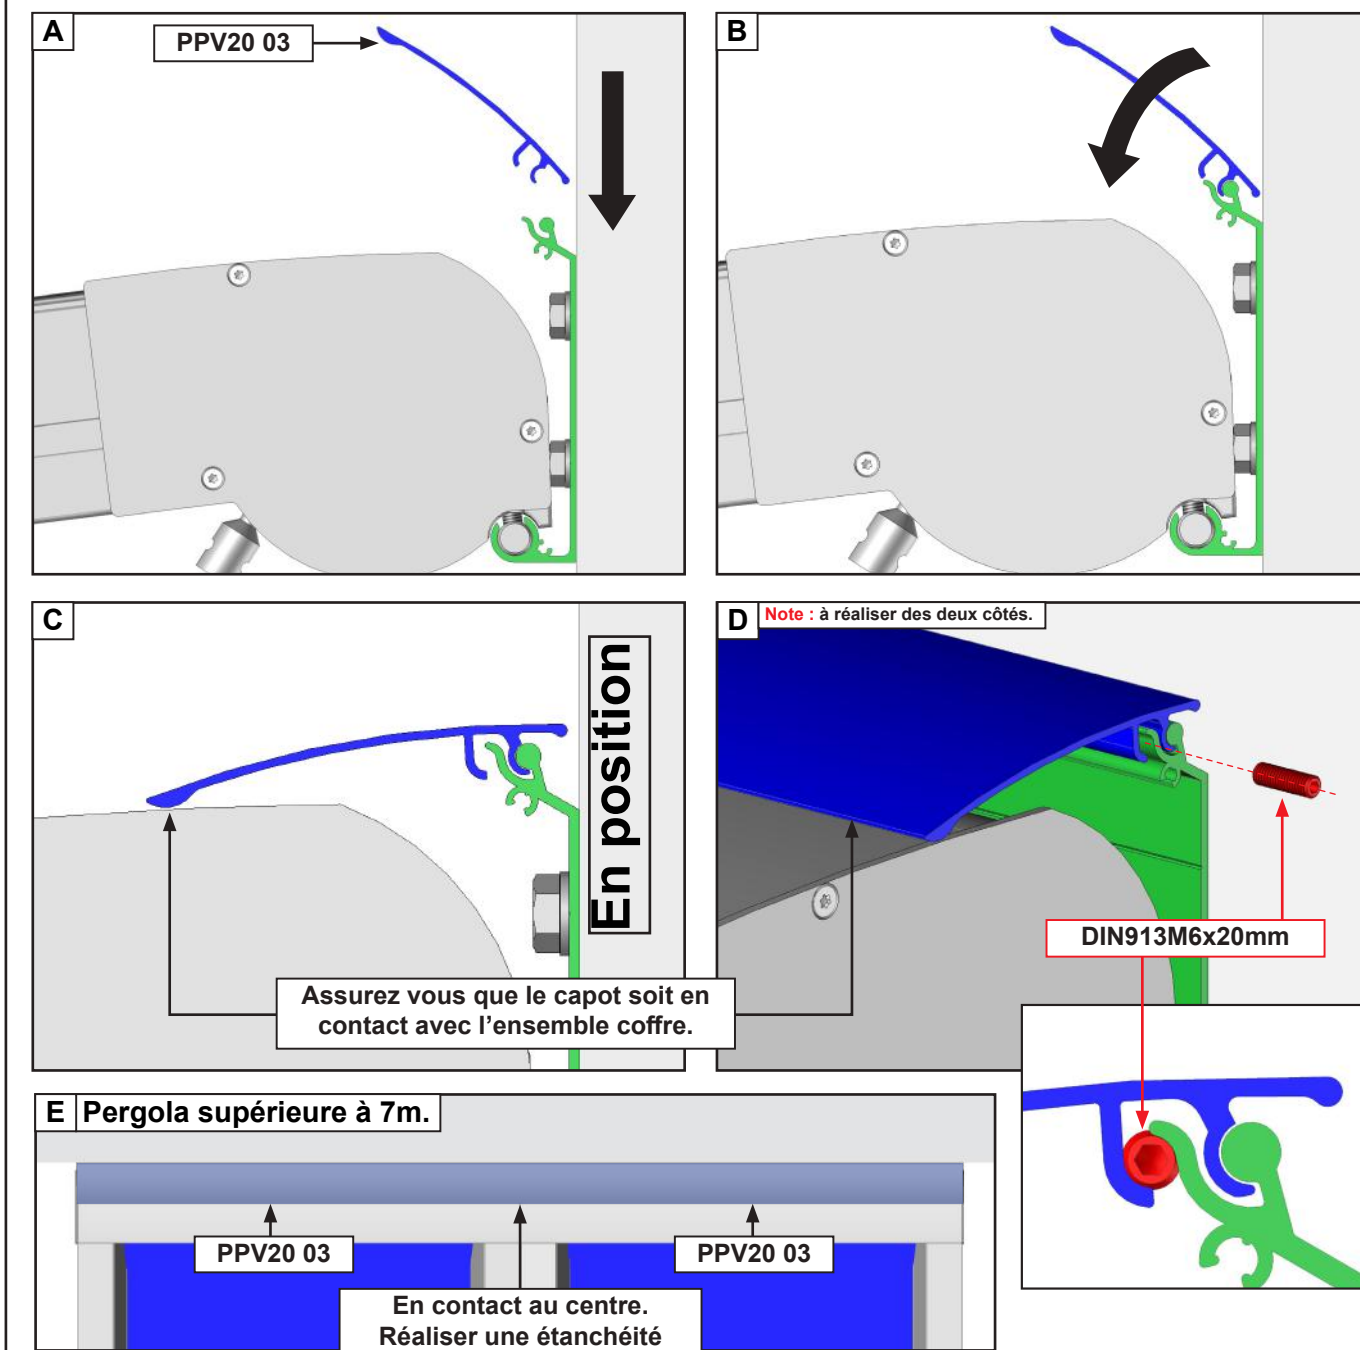 A
PPV20 03
B
C
En position
D
Note : à réaliser des deux côtés.
DIN913M6x20mm
Assurez vous que le capot soit en
contact avec l'ensemble coffre.
E Pergola supérieure à 7m.
PPV20 03
PPV20 03
En contact au centre.
Réaliser une étanchéité